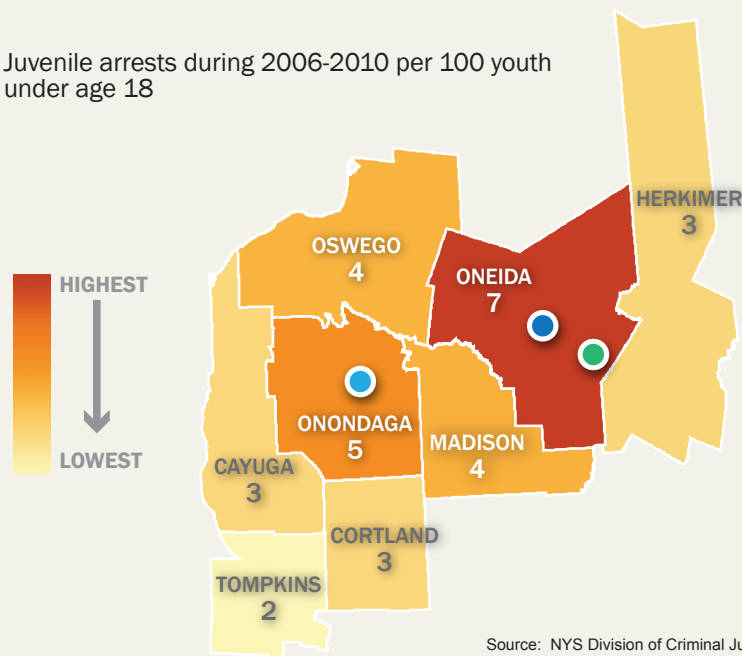 Juvenile arrests during 2006-2010 per 100 youth
under age 18
HERKIMER
3
OSWEGO
4
ONEIDA
7
HIGHEST
ONONDAGA
5
MADISON
4
LOWEST
CAYUGA
3
CORTLAND
3
TOMPKINS
2
Source: NYS Division of Criminal Ju